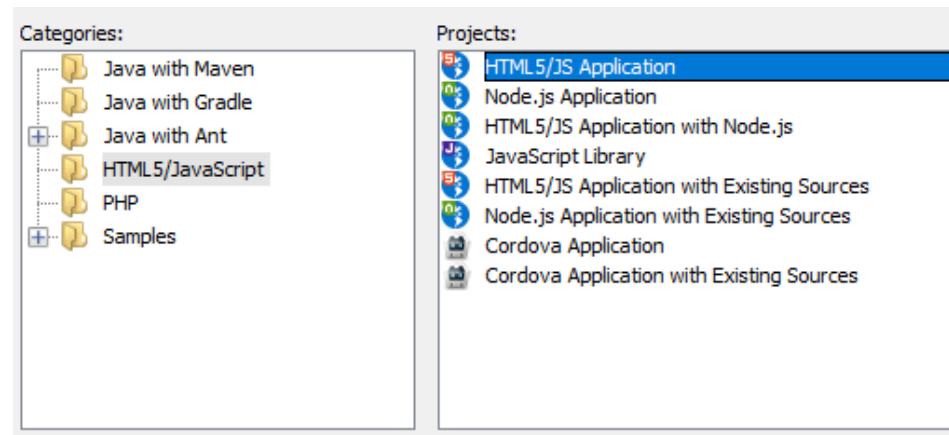 Categories:
Java with Maven
Java with Gradle
Java with Ant
HTML5/JavaScript
PHP
Samples
Projects:
HTML5/JS Application
Node.js Application
HTML5/JS Application with Node.js
JavaScript Library
HTML5/JS Application with Existing Sources
Node.js Application with Existing Sources
Cordova Application
Cordova Application with Existing Sources